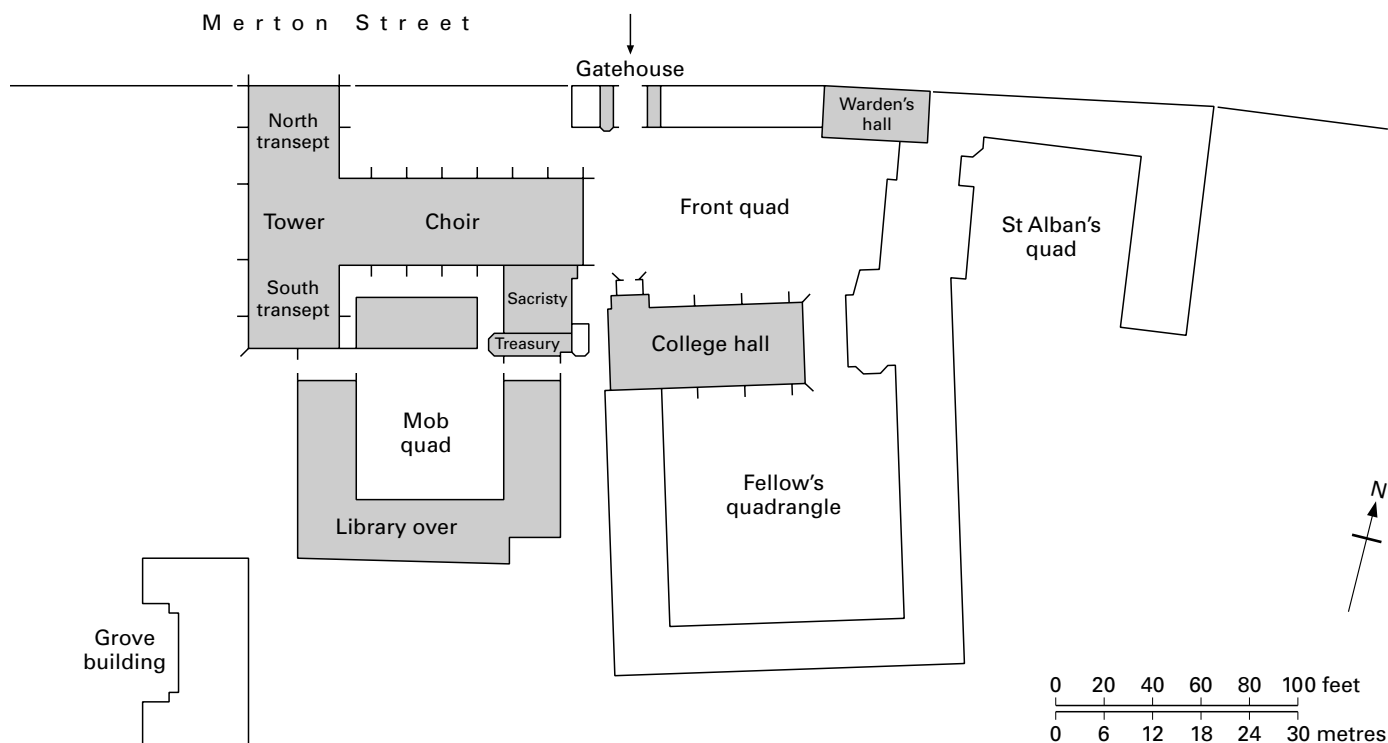 Merton Street
Gatehouse
North
transept
Warden's
hall
Tower
Choir
Front quad
St Alban's
quad
South
transept
Sacristy
Treasury
College hall
Mob
quad
Fellow's
quadrangle
Library over
N
Grove
building
0 20 40 60 80 100 feet
0 6 12 18 24 30 metres